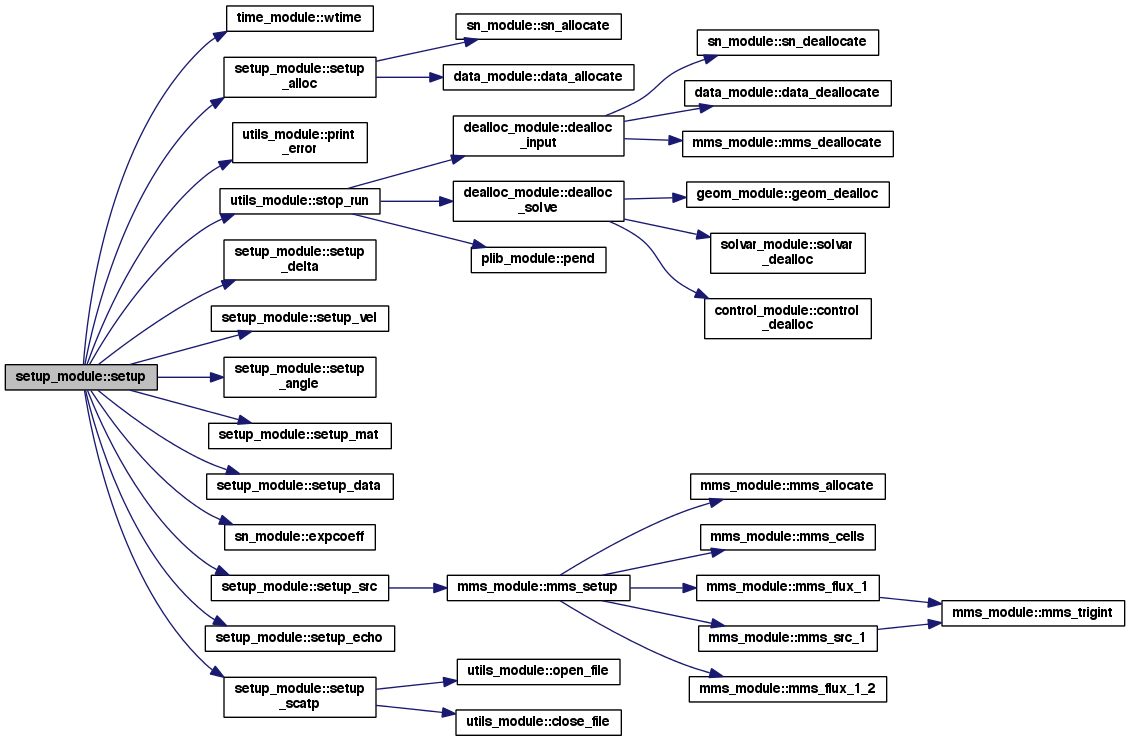 time_module::wtime
sn_module::sn_allocate
setup_module::setup
_alloc
data_module::data_allocate
sn_module::sn_deallocate
data_module::data_deallocate
utils_module::print
_error
dealloc_module::dealloc
_input
mms_module::mms_deallocate
utils_module::stop_run
dealloc_module::dealloc
_solve
geom_module::geom_dealloc
solvar_module::solvar
_dealloc
plib_module::pend
setup_module::setup
_delta
control_module::control
_dealloc
setup_module::setup_vel
setup_module::setup
setup_module::setup
_angle
setup_module::setup_mat
setup_module::setup_data
mms_module::mms_allocate
sn_module::expcoeff
mms_module::mms_cells
setup_module::setup_src
mms_module::mms_setup
mms_module::mms_flux_1
mms_module::mms_trigint
setup_module::setup_echo
mms_module::mms_src_1
setup_module::setup
_scatp
utils_module::open_file
mms_module::mms_flux_1_2
utils_module::close_file